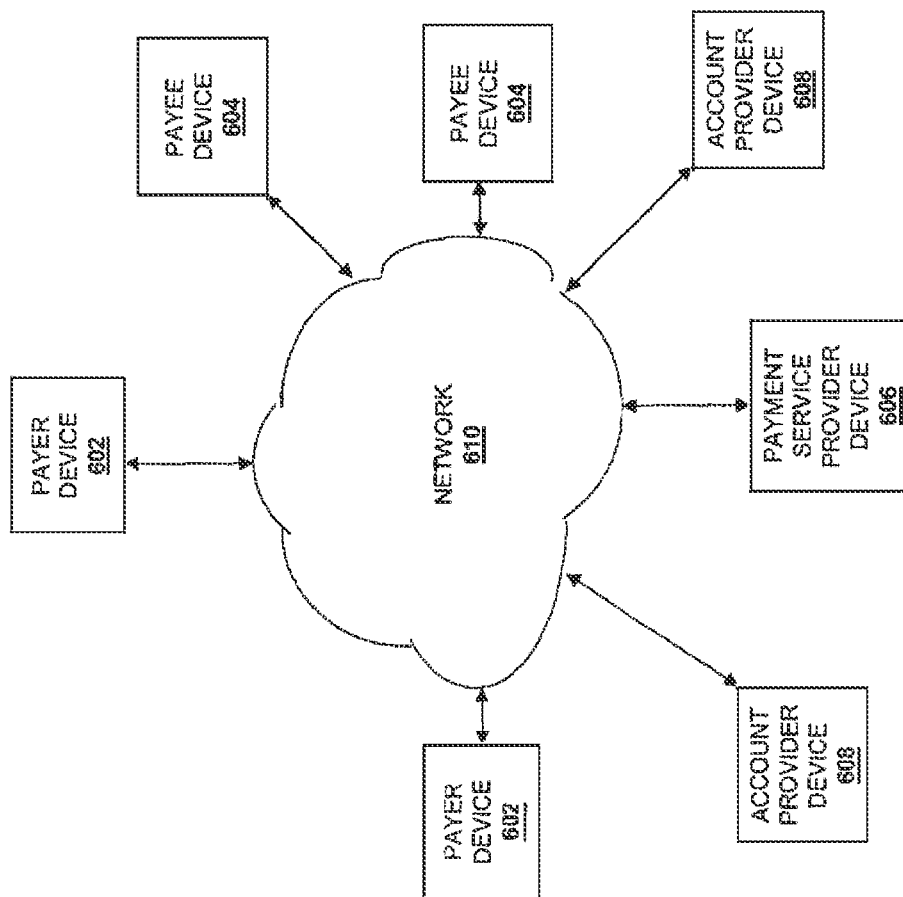 PAYER
DEVICE
602
PAYEE
DEVICE
604
PAYER
DEVICE
602
NETWORK
610
PAYEE
DEVICE
604
ACCOUNT
PROVIDER
DEVICE
608
PAYMENT
SERVICE
PROVIDER
DEVICE
606
ACCOUNT
PROVIDER
DEVICE
608